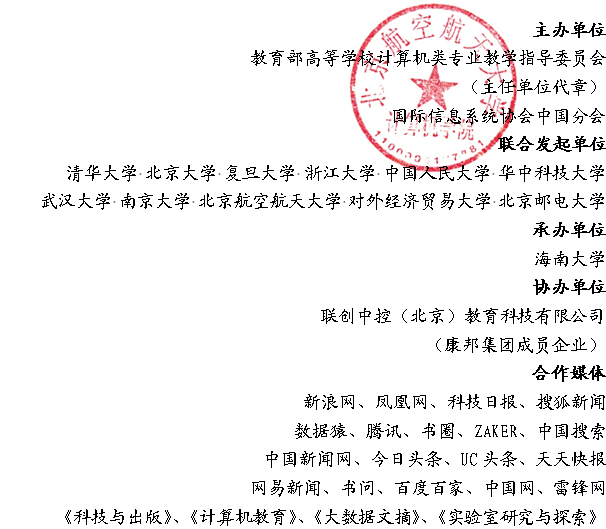 主办单位
教育部高等学校计算机类专业教学指导委员会
（主任单位代章）
国际信息系统协会中国分会
联合发起单位
清华大学·北京大学·复旦大学·浙江大学·中国人民大学·华中科技大学
武汉大学·南京大学·北京航空航天大学·对外经济贸易大学·北京邮电大学
承办单位
海南大学
协办单位
联创中控（北京）教育科技有限公司
（康邦集团成员企业）
合作媒体
新浪网、凤凰网、科技日报、搜狐新闻
数据猿、腾讯、书圈、ZAKER、中国搜索
中国新闻网、今日头条、UC头条、天天快报
网易新闻、书问、百度百家、中国网、雷锋网
《科技与出版》、《计算机教育》、《大数据文摘》、《实验室研究与探索》
北京航空航天大学
计算机学院